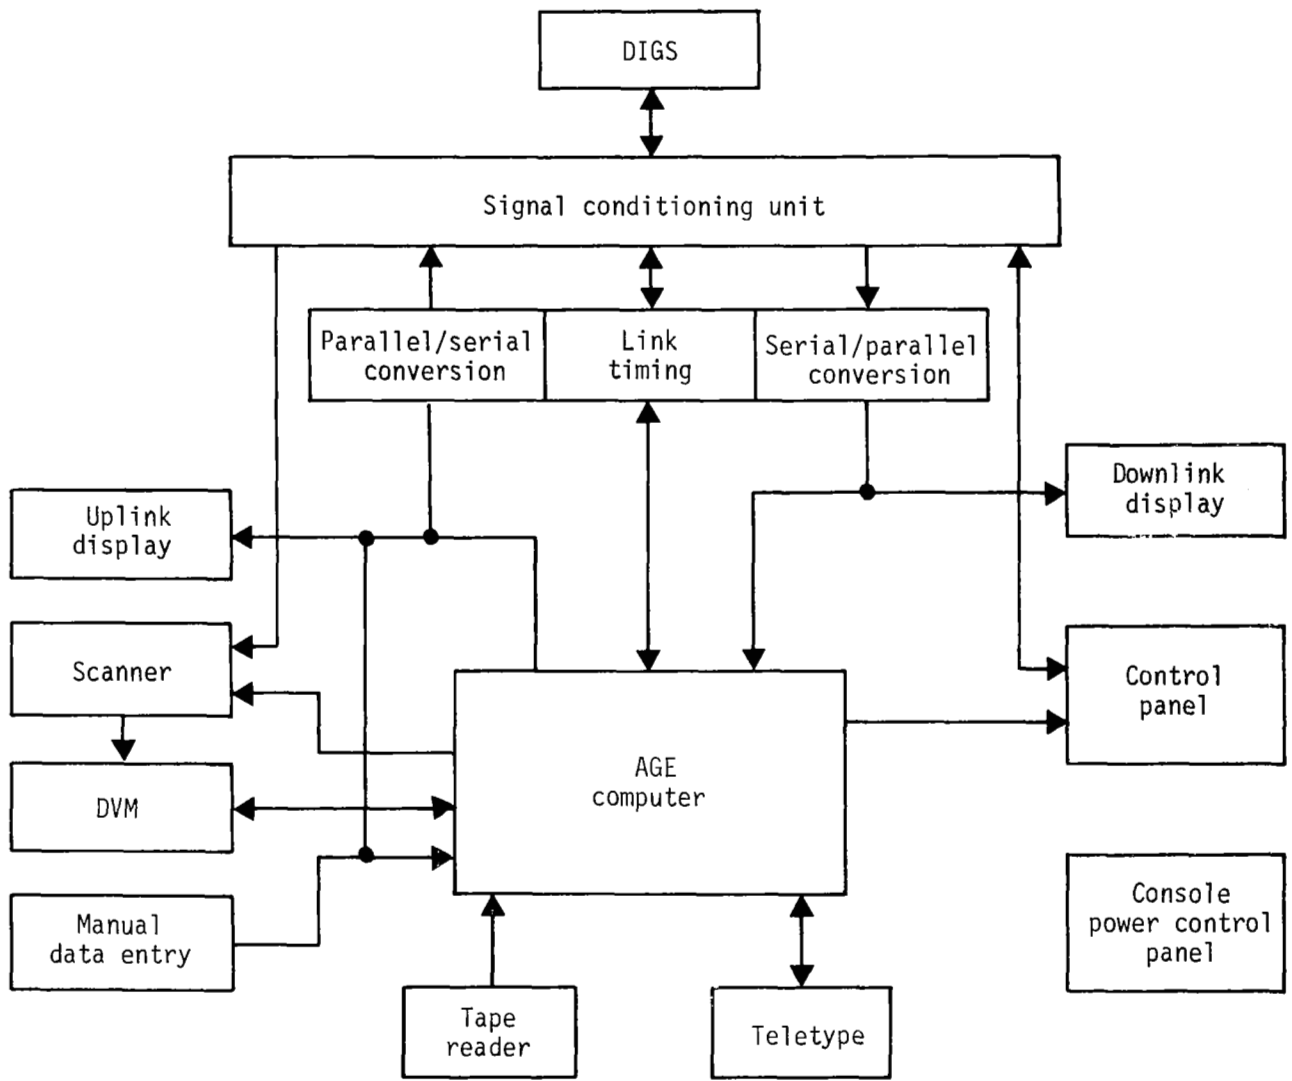 DIGS
Signal conditioning unit
Parallel/serial
conversion
Link
timing
Serial/parallel
conversion
Downlink
display
Uplink
display
Scanner
Control
panel
AGE
computer
DVM
Manual
data entry
Console
power control
panel
Tape
reader
Teletype